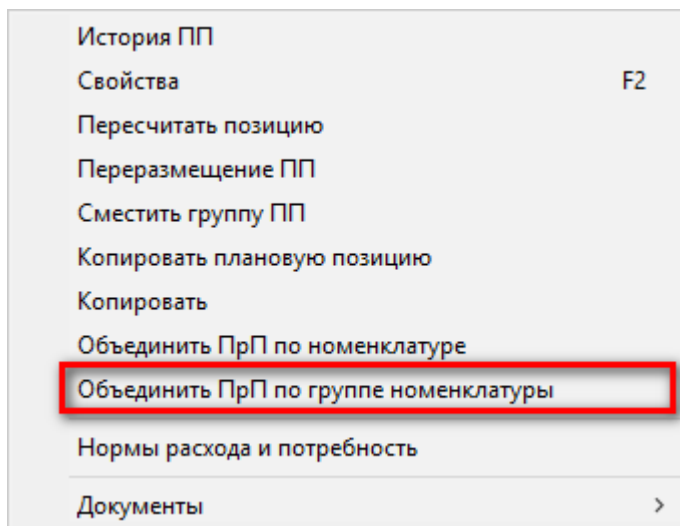 История ПП
Свойства F2
Пересчитать позицию
Переразмещение ПП
Сместить группу ПП
Копировать плановую позицию
Копировать
Объединить ПрП по номенклатуре
Объединить ПрП по группе номенклатуры
Нормы расхода и потребность
Документы